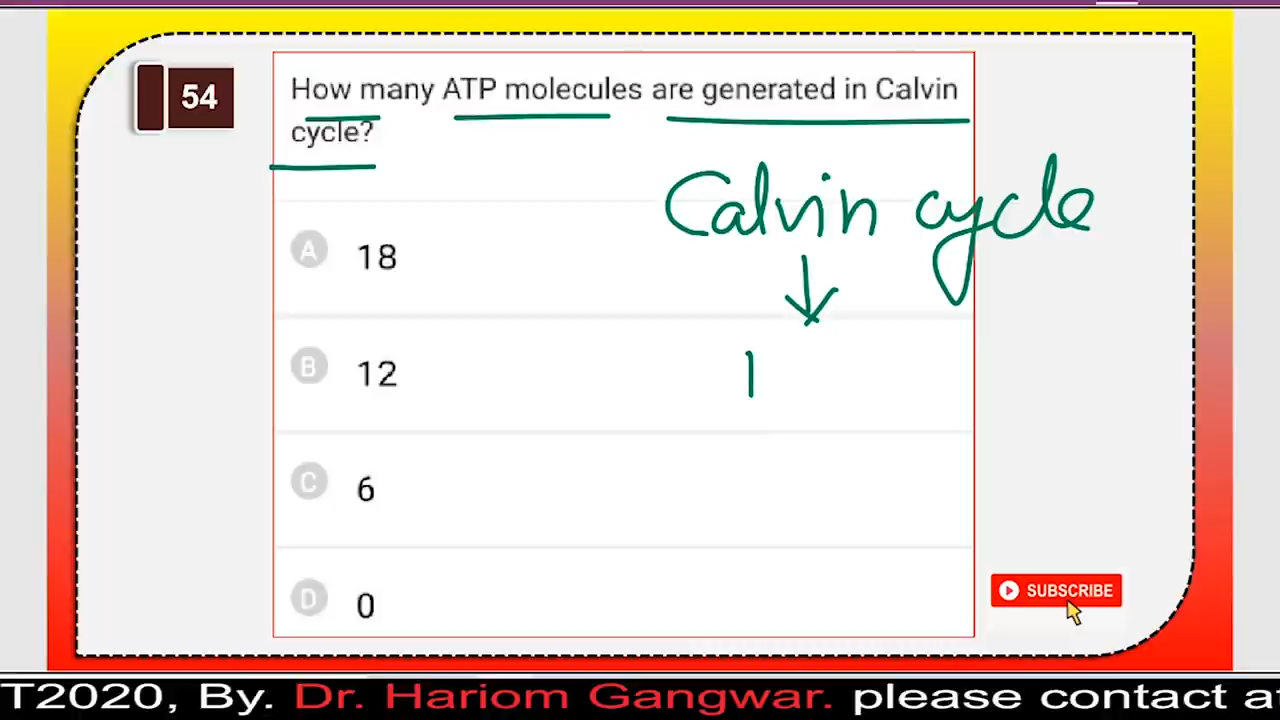 54
How many ATP molecules are generated in Calvin
cycle?
Calvin cycle
A 18
1
B 12
C 6
D 0
SUBSCRIBE
T2020, By. Dr. Hariom Gangwar. please contact at